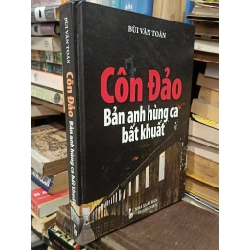 BÙI VĂN TOẢN
Côn Đảo
Bản anh hùng ca
bất khuất
BÙI VĂN TOẢN
Côn Đảo
Bản anh hùng ca bất khuất